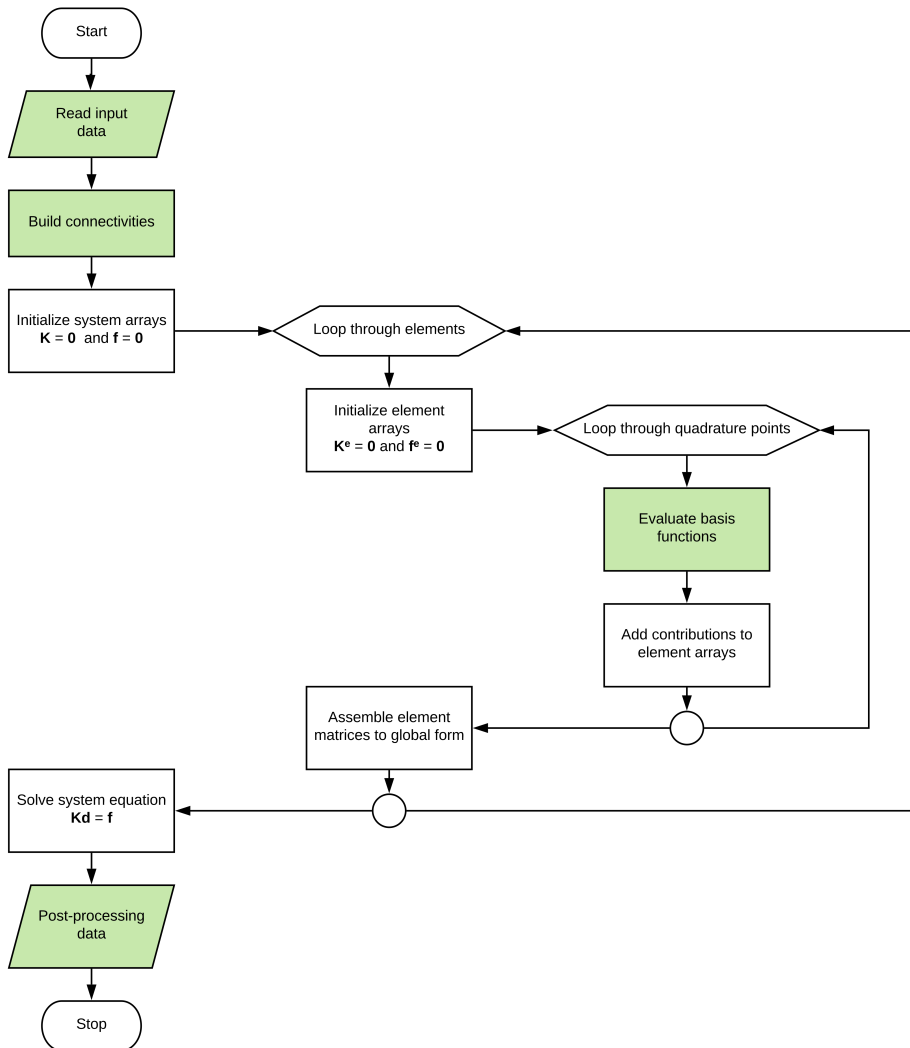 Start
Read input
data
Build connectivities
Initialize system arrays
K = 0 and f = 0
Loop through elements
Initialize element
arrays
Kᵉ = 0 and fᵉ = 0
Loop through quadrature points
Evaluate basis
functions
Add contributions to
element arrays
Assemble element
matrices to global form
Solve system equation
Kd = f
Post-processing
data
Stop